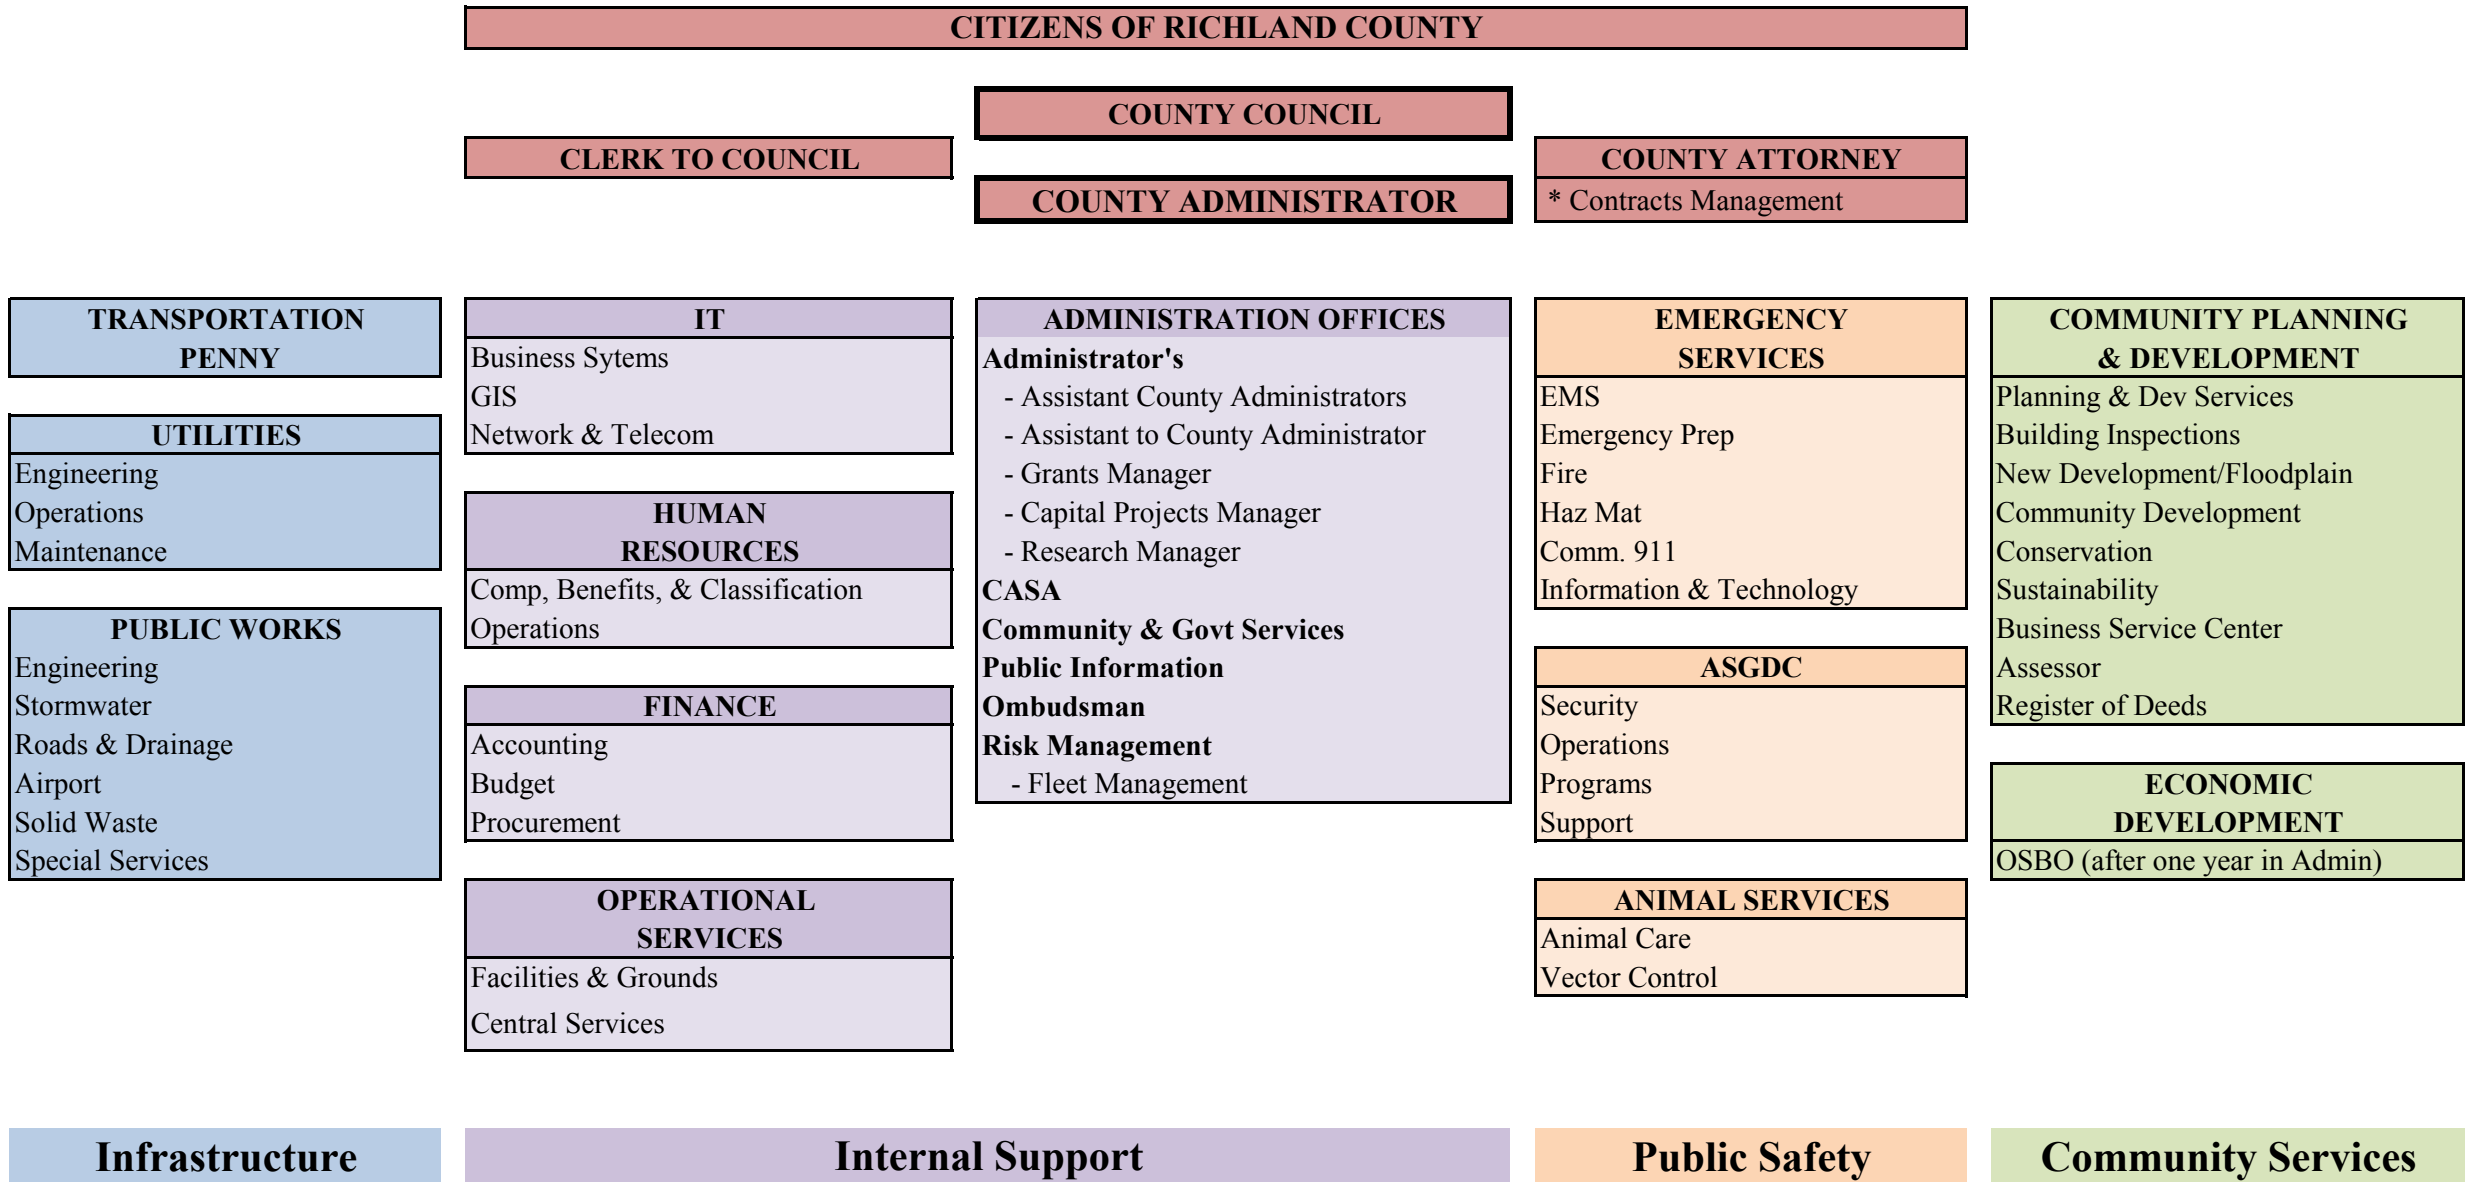 CITIZENS OF RICHLAND COUNTY
COUNTY COUNCIL
CLERK TO COUNCIL
COUNTY ATTORNEY
* Contracts Management
COUNTY ADMINISTRATOR
TRANSPORTATION
PENNY
UTILITIES
Engineering
Operations
Maintenance
PUBLIC WORKS
Engineering
Stormwater
Roads & Drainage
Airport
Solid Waste
Special Services
IT
Business Sytems
GIS
Network & Telecom
HUMAN
RESOURCES
Comp, Benefits, & Classification
Operations
FINANCE
Accounting
Budget
Procurement
OPERATIONAL
SERVICES
Facilities & Grounds
Central Services
ADMINISTRATION OFFICES
Administrator's
- Assistant County Administrators
- Assistant to County Administrator
- Grants Manager
- Capital Projects Manager
- Research Manager
CASA
Community & Govt Services
Public Information
Ombudsman
Risk Management
- Fleet Management
EMERGENCY
SERVICES
EMS
Emergency Prep
Fire
Haz Mat
Comm. 911
Information & Technology
ASGDC
Security
Operations
Programs
Support
ANIMAL SERVICES
Animal Care
Vector Control
COMMUNITY PLANNING
& DEVELOPMENT
Planning & Dev Services
Building Inspections
New Development/Floodplain
Community Development
Conservation
Sustainability
Business Service Center
Assessor
Register of Deeds
ECONOMIC
DEVELOPMENT
OSBO (after one year in Admin)
Infrastructure
Internal Support
Public Safety
Community Services